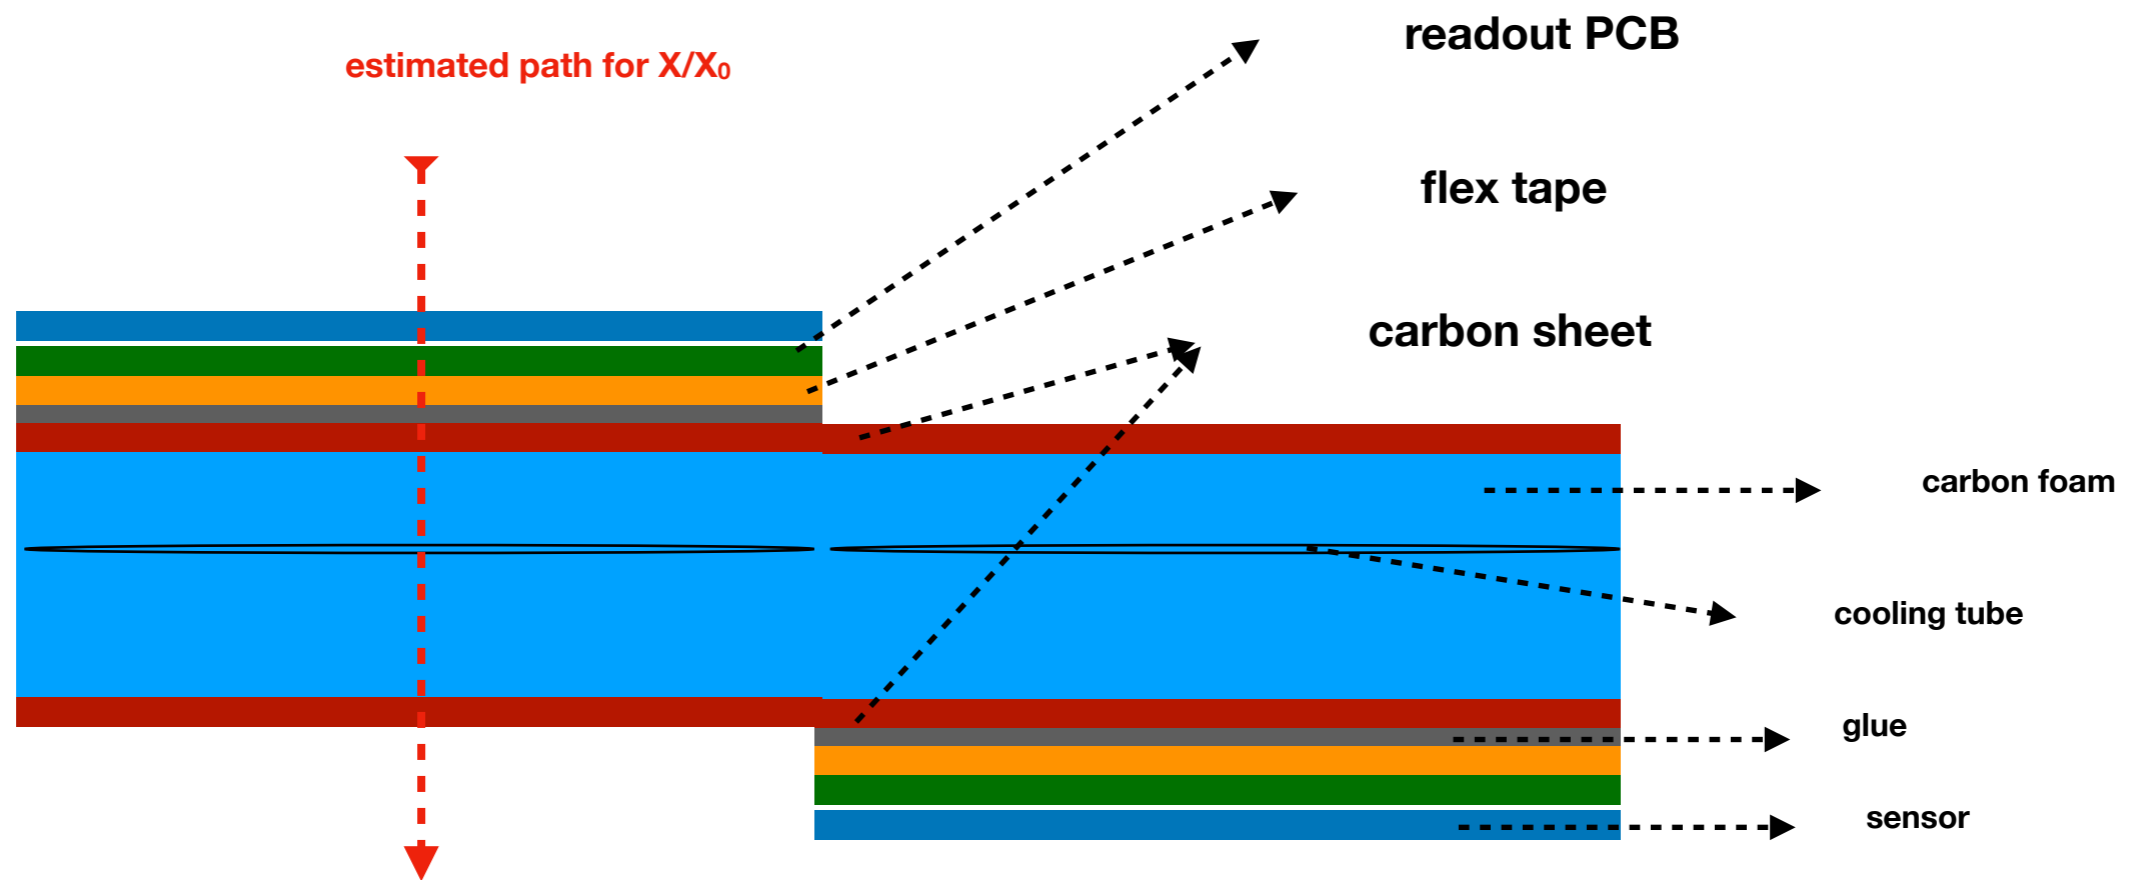 readout PCB
estimated path for X/X₀
flex tape
carbon sheet
carbon foam
cooling tube
glue
sensor